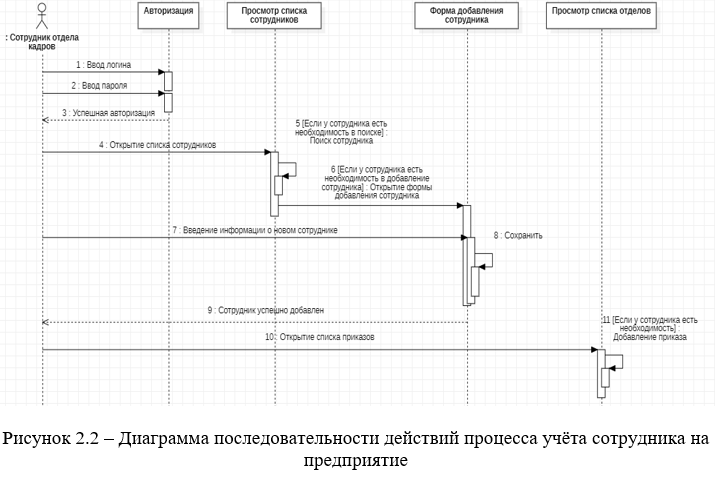 : Сотрудник отдела
кадров
Авторизация
Просмотр списка
сотрудников
Форма добавления
сотрудника
Просмотр списка отделов
1 : Ввод логина
2 : Ввод пароля
3 : Успешная авторизация
4 : Открытие списка сотрудников
5 [Если у сотрудника есть
необходимость в поиске] :
Поиск сотрудника
6 [Если у сотрудника есть
необходимость в добавление
сотрудника] : Открытие формы
добавления сотрудника
7 : Введение информации о новом сотруднике
8 : Сохранить
9 : Сотрудник успешно добавлен
10 : Открытие списка приказов
11 [Если у сотрудника есть
необходимость] :
Добавление приказа
Рисунок 2.2 – Диаграмма последовательности действий процесса учёта сотрудника на
предприятие